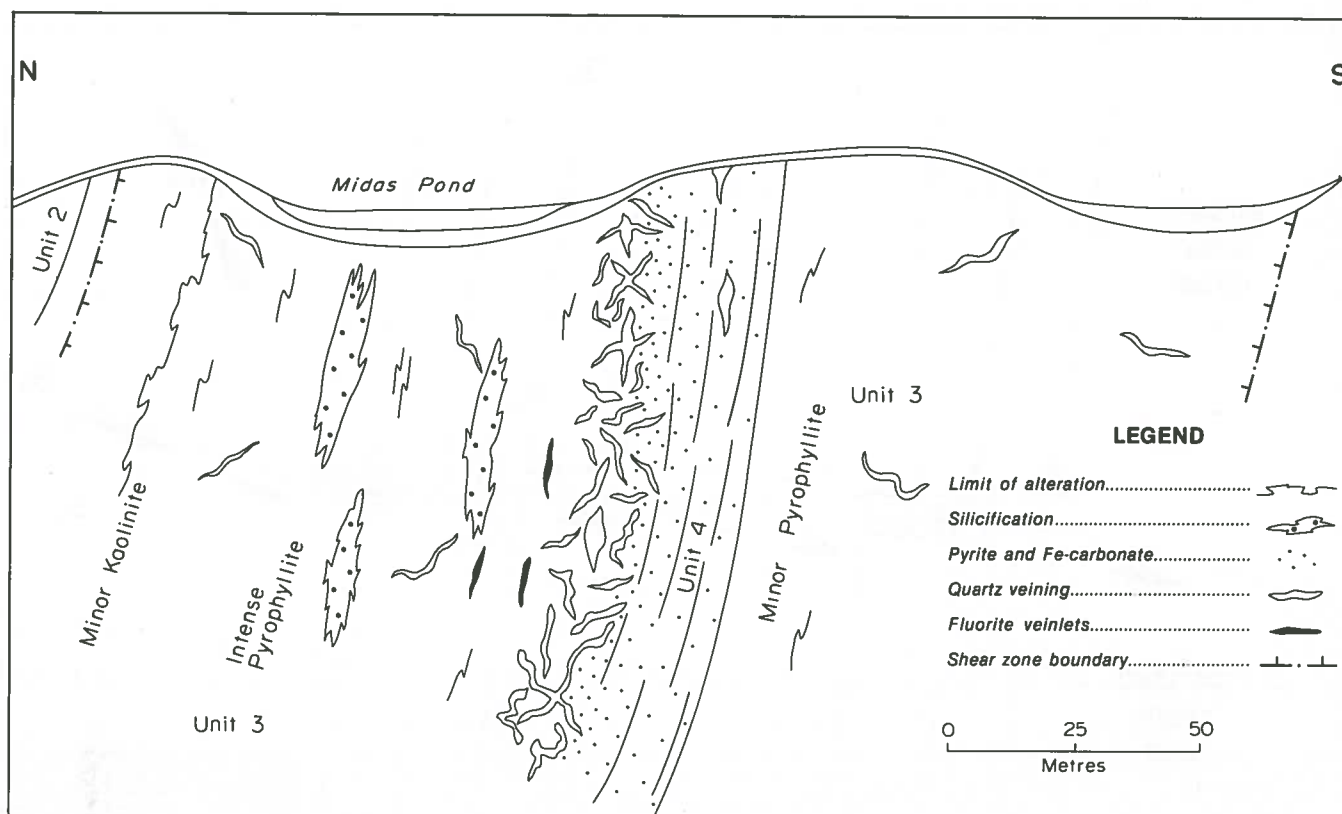 N
S
Midas Pond
Unit 2
Minor Kaolinite
Intense
Pyrophyllite
Unit 3
Unit 4
Minor Pyrophyllite
Unit 3
LEGEND
Limit of alteration
Silicification
Pyrite and Fe-carbonate
Quartz veining
Fluorite veinlets
Shear zone boundary
0 25 50
Metres